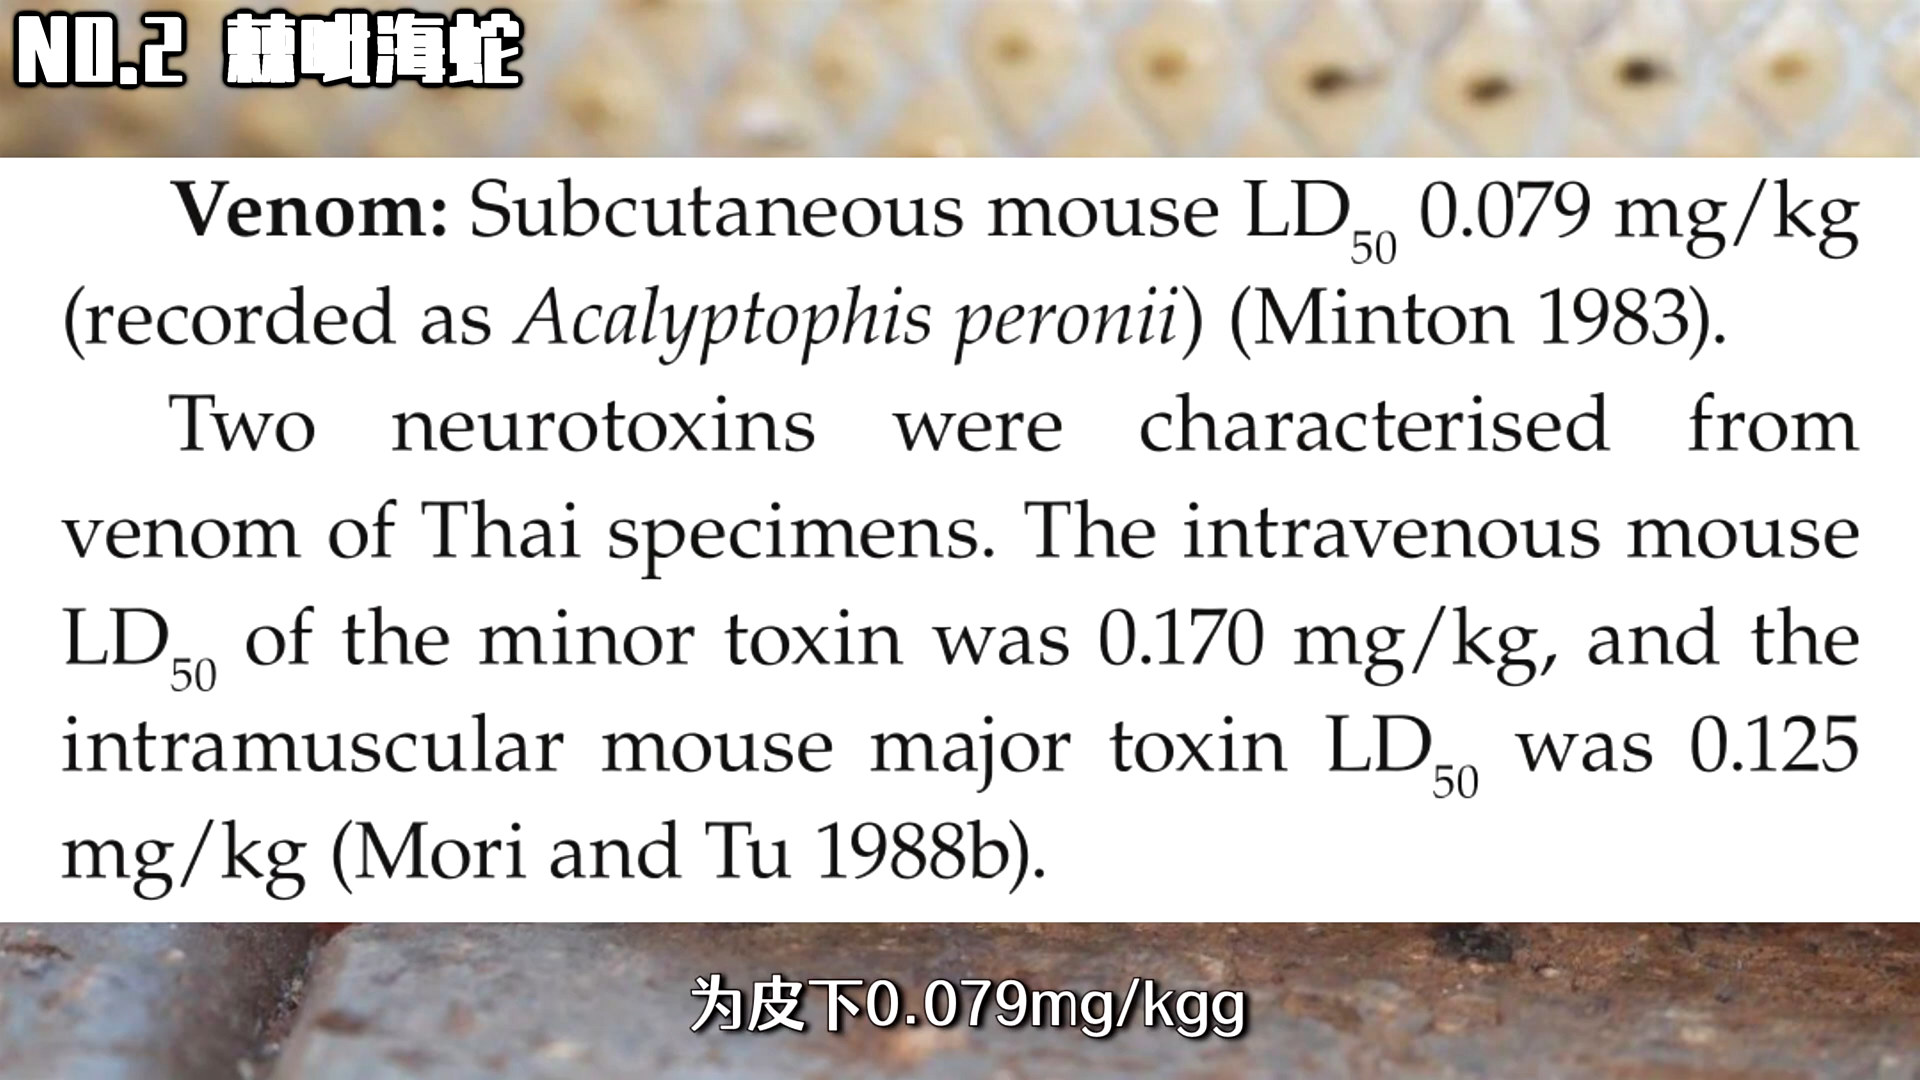 NO.2 棘眦海蛇
Venom: Subcutaneous mouse LD50 0.079 mg/kg
(recorded as Acalyptophis peronii) (Minton 1983).
Two neurotoxins were characterised from
venom of Thai specimens. The intravenous mouse
LD50 of the minor toxin was 0.170 mg/kg, and the
intramuscular mouse major toxin LD50 was 0.125
mg/kg (Mori and Tu 1988b).
为皮下0.079mg/kgg